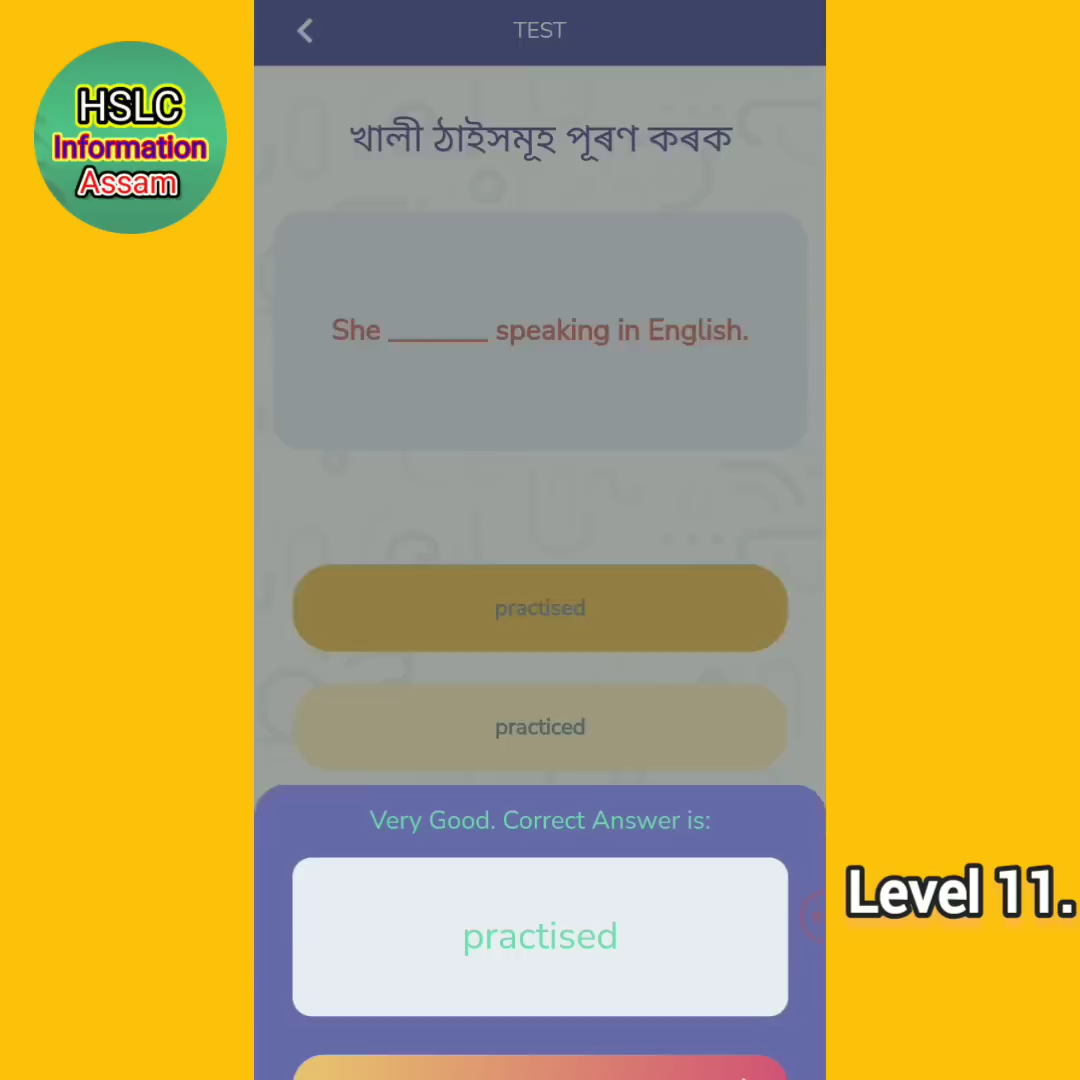 TEST
HSLC
Information
Assam
খালী ঠাইসমূহ পূৰণ কৰক
She _______ speaking in English.
practised
practiced
Very Good. Correct Answer is:
practised
Level 11.